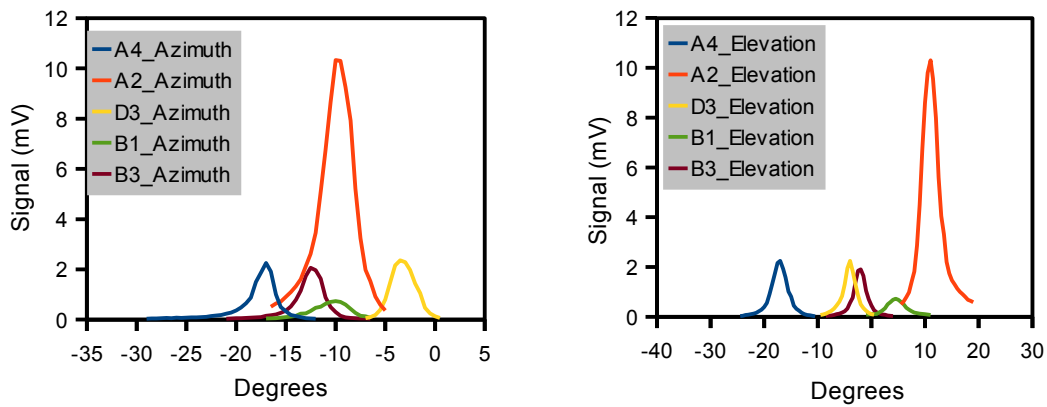 12
10
8
6
4
2
0
Signal (mV)
A4_Azimuth
A2_Azimuth
D3_Azimuth
B1_Azimuth
B3_Azimuth
-35 -30 -25 -20 -15 -10 -5 0 5
Degrees
12
10
8
6
4
2
0
Signal (mV)
A4_Elevation
A2_Elevation
D3_Elevation
B1_Elevation
B3_Elevation
-40 -30 -20 -10 0 10 20 30
Degrees